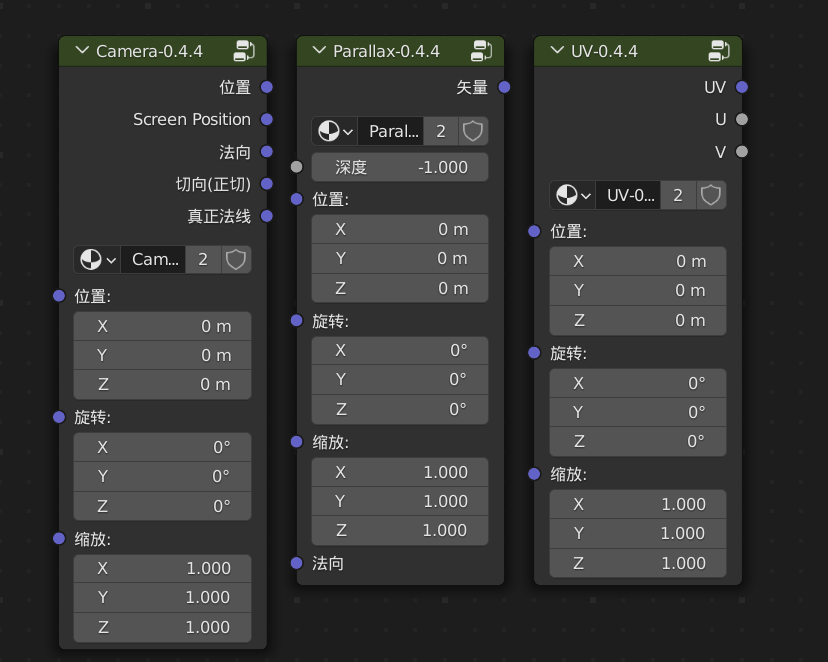 Camera-0.4.4
位置
Screen Position
法向
切向(正切)
真正法线
Cam... 2
位置:
X 0 m
Y 0 m
Z 0 m
旋转:
X 0°
Y 0°
Z 0°
缩放:
X 1.000
Y 1.000
Z 1.000
Parallax-0.4.4
矢量
Paral... 2
深度 -1.000
位置:
X 0 m
Y 0 m
Z 0 m
旋转:
X 0°
Y 0°
Z 0°
缩放:
X 1.000
Y 1.000
Z 1.000
法向
UV-0.4.4
UV
U
V
UV-0... 2
位置:
X 0 m
Y 0 m
Z 0 m
旋转:
X 0°
Y 0°
Z 0°
缩放:
X 1.000
Y 1.000
Z 1.000